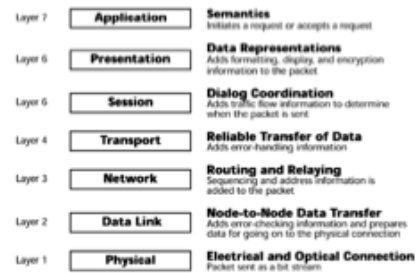 Layer 7
Application
Semantics
Initiates a request or accepts a request
Layer 6
Presentation
Data Representations
Adds formatting, display, and encryption
information to the packet
Layer 6
Session
Dialog Coordination
Adds traffic flow information to determine
when the packet is sent
Layer 4
Transport
Reliable Transfer of Data
Adds error-handling information
Layer 3
Network
Routing and Relaying
Sequencing and address information is
added to the packet
Layer 2
Data Link
Node-to-Node Data Transfer
Adds error-checking information and prepares
data for going on to the physical connection
Layer 1
Physical
Electrical and Optical Connection
Packet sent as a bit stream